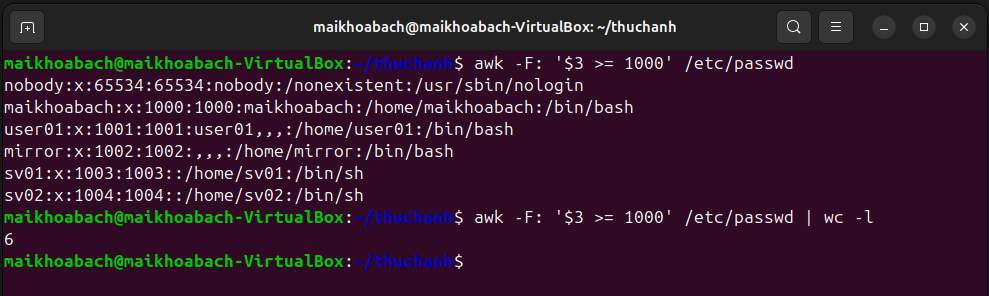 maikhoabach@maikhoabach-VirtualBox: ~/thuchanh
maikhoabach@maikhoabach-VirtualBox:~/thuchanh$ awk -F: '$3 >= 1000' /etc/passwd
nobody:x:65534:65534:nobody:/nonexistent:/usr/sbin/nologin
maikhoabach:x:1000:1000:maikhoabach:/home/maikhoabach:/bin/bash
user01:x:1001:1001:user01,,,:/home/user01:/bin/bash
mirror:x:1002:1002:,,,:/home/mirror:/bin/bash
sv01:x:1003:1003::/home/sv01:/bin/sh
sv02:x:1004:1004::/home/sv02:/bin/sh
maikhoabach@maikhoabach-VirtualBox:~/thuchanh$ awk -F: '$3 >= 1000' /etc/passwd | wc -l
6
maikhoabach@maikhoabach-VirtualBox:~/thuchanh$